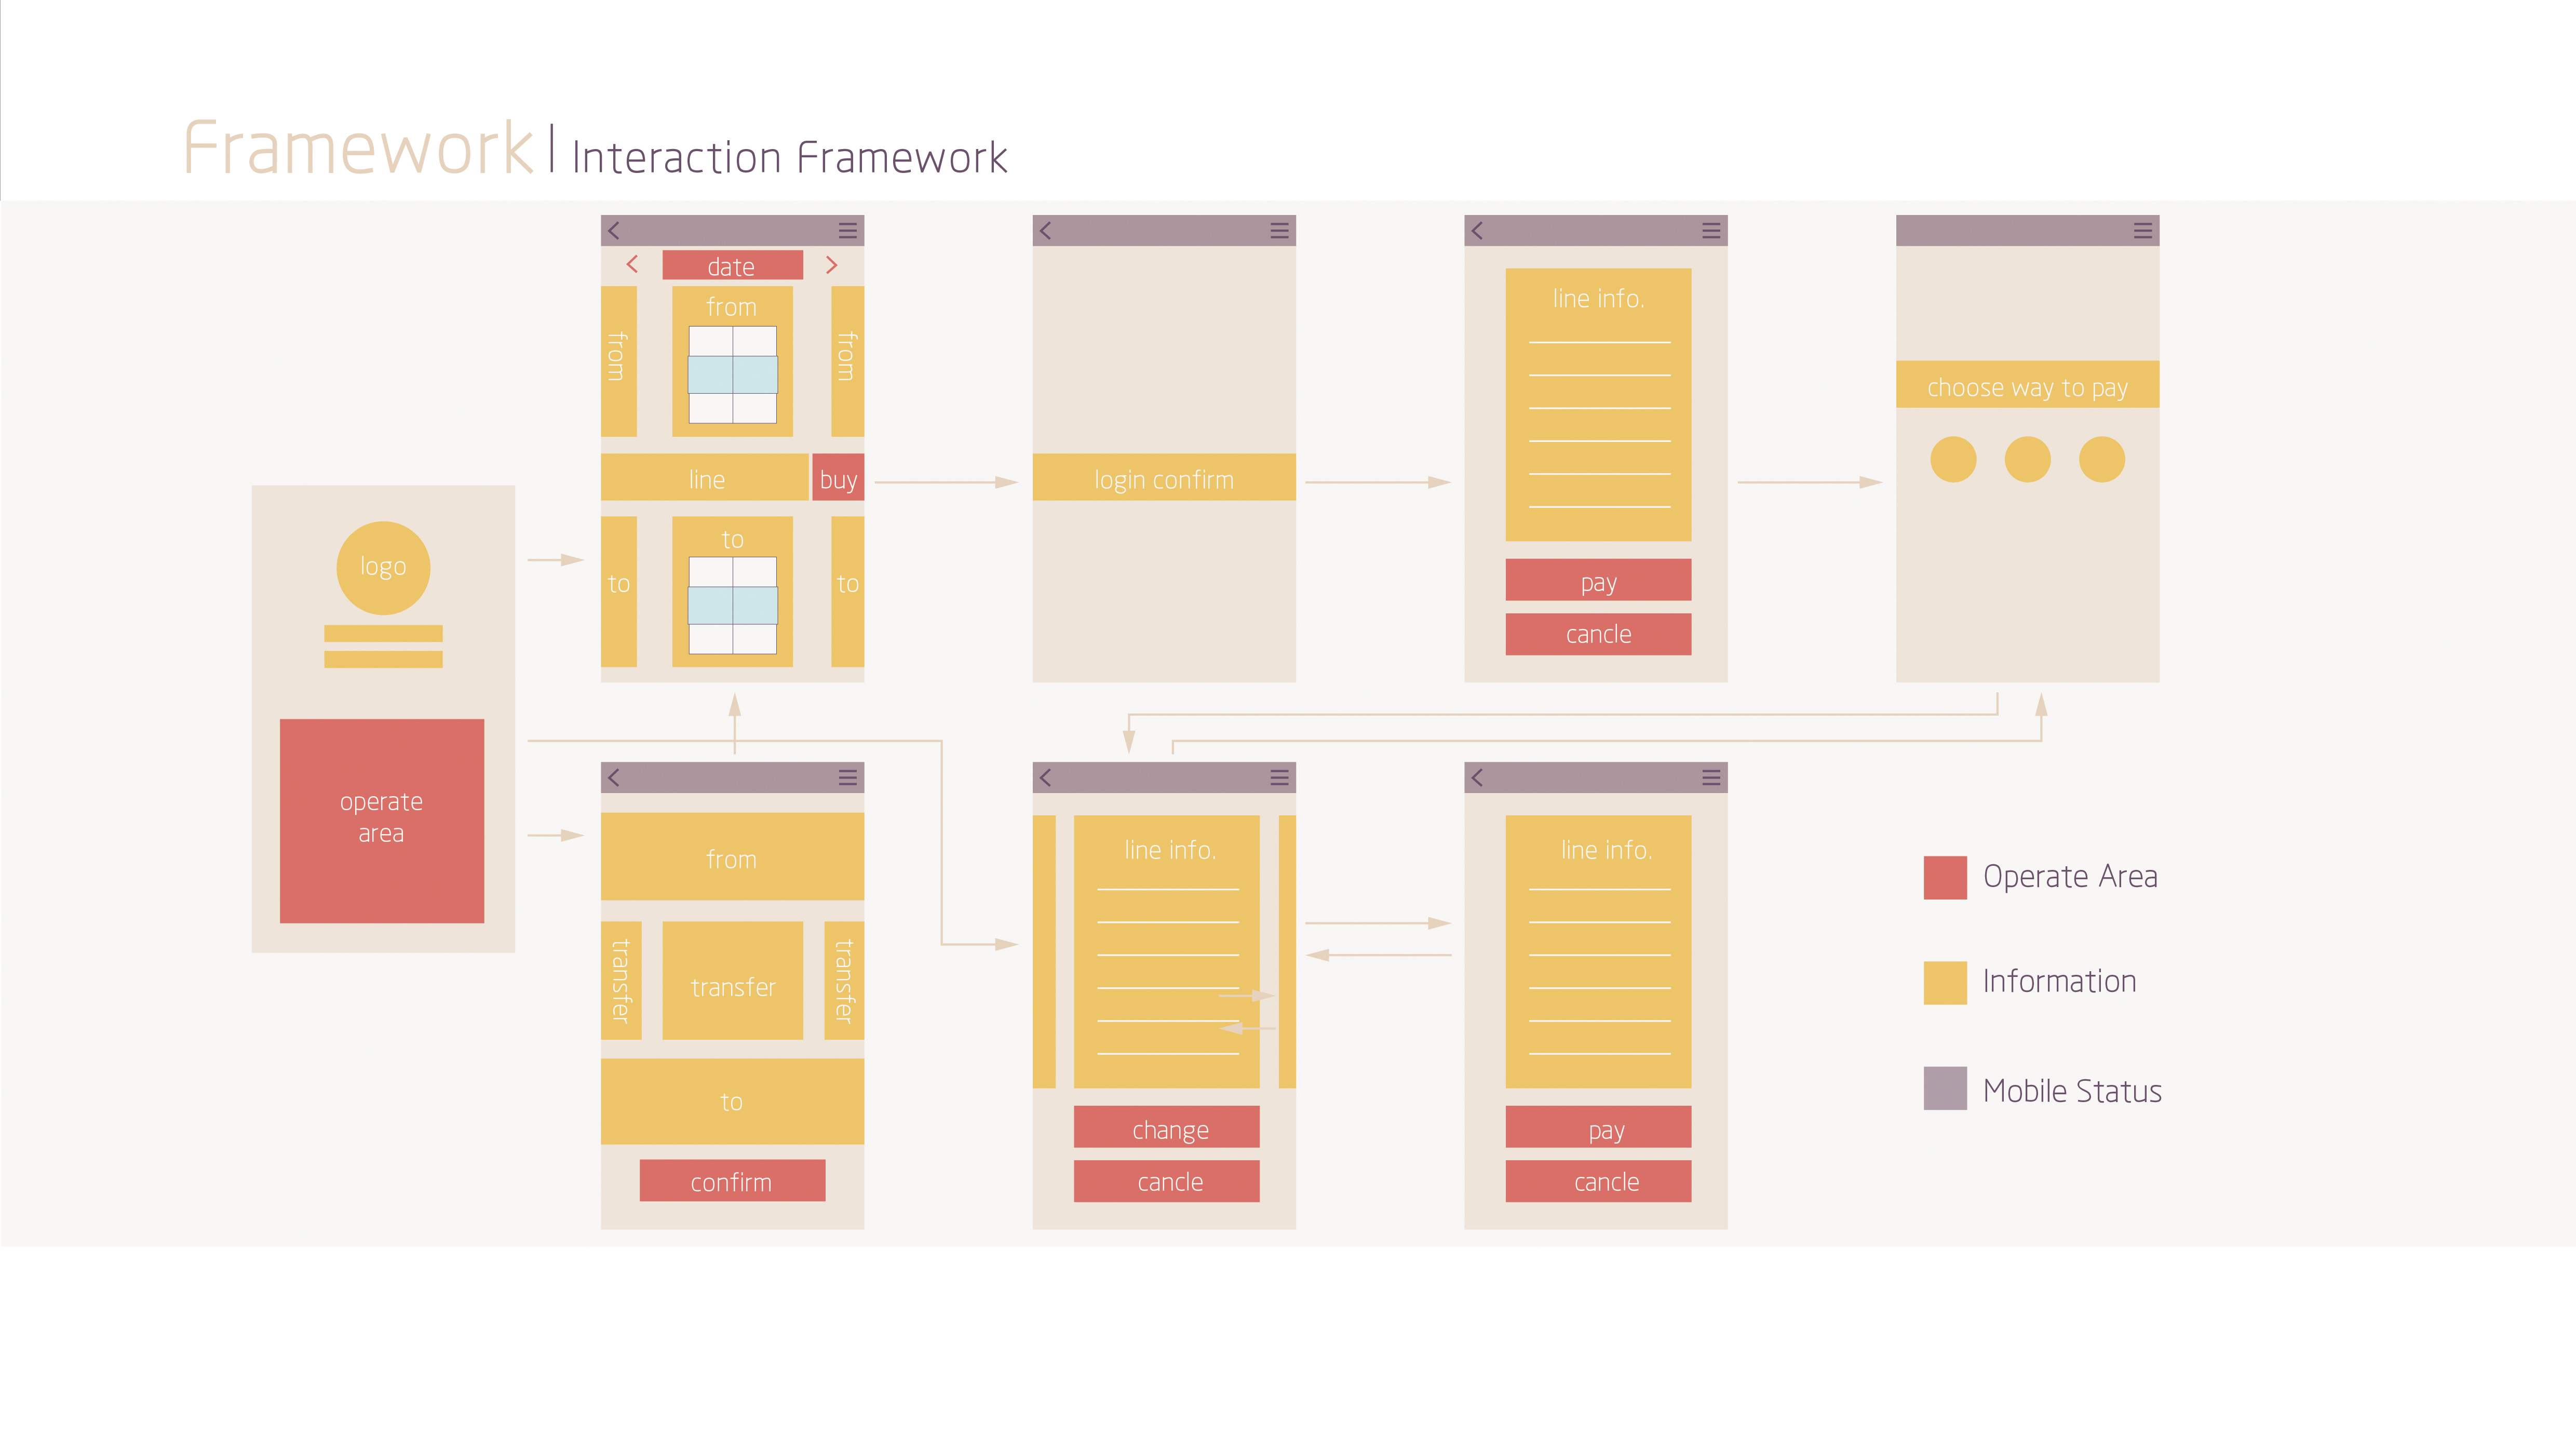 Framework | Interaction Framework
logo
operate
area
date
from
from
from
line
buy
to
to
to
login confirm
line info.
pay
cancle
choose way to pay
from
transfer
transfer
transfer
to
confirm
line info.
change
cancle
line info.
pay
cancle
Operate Area
Information
Mobile Status